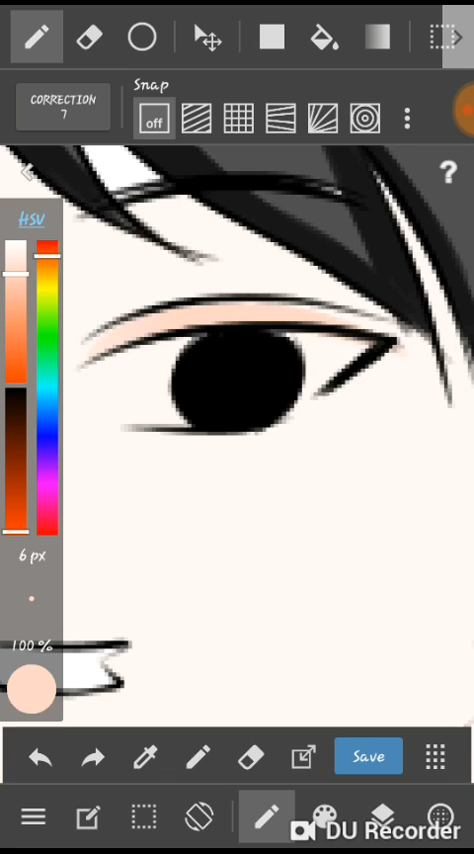 Snap
CORRECTION
7
off
?
HSV
6 px
100 %
Save
DU Recorder